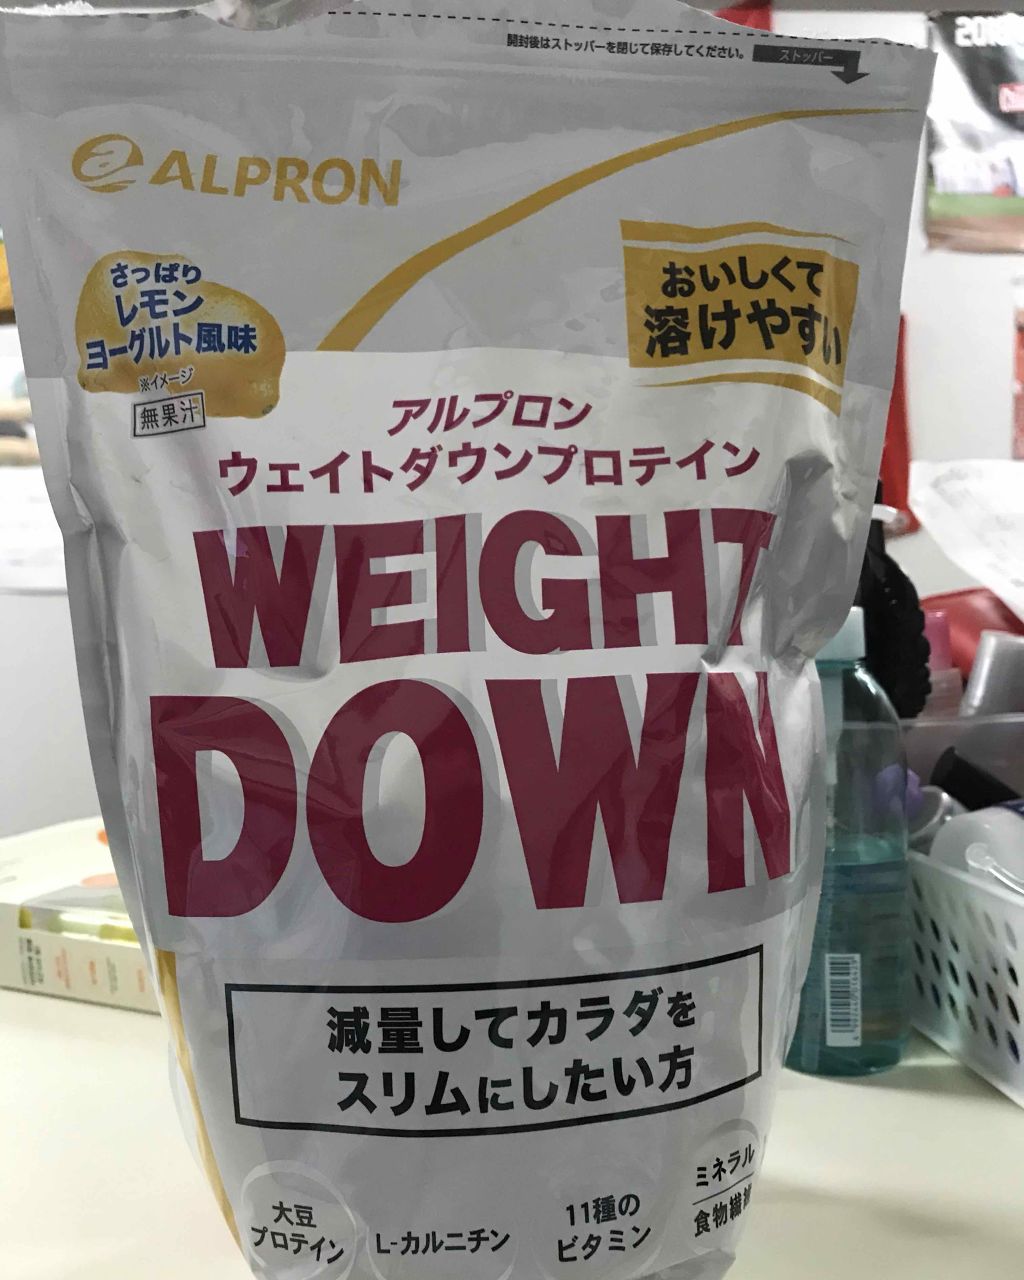 開封後はストッパーを閉じて保存してください。
ストッパー
ALPRON
さっぱり
レモン
ヨーグルト風味
※イメージ
無果汁
おいしくて
溶けやすい
アルプロン
ウェイトダウンプロテイン
WEIGHT
DOWN
減量してカラダを
スリムにしたい方
大豆
プロテイン
L-カルニチン
11種の
ビタミン
ミネラル
食物繊維